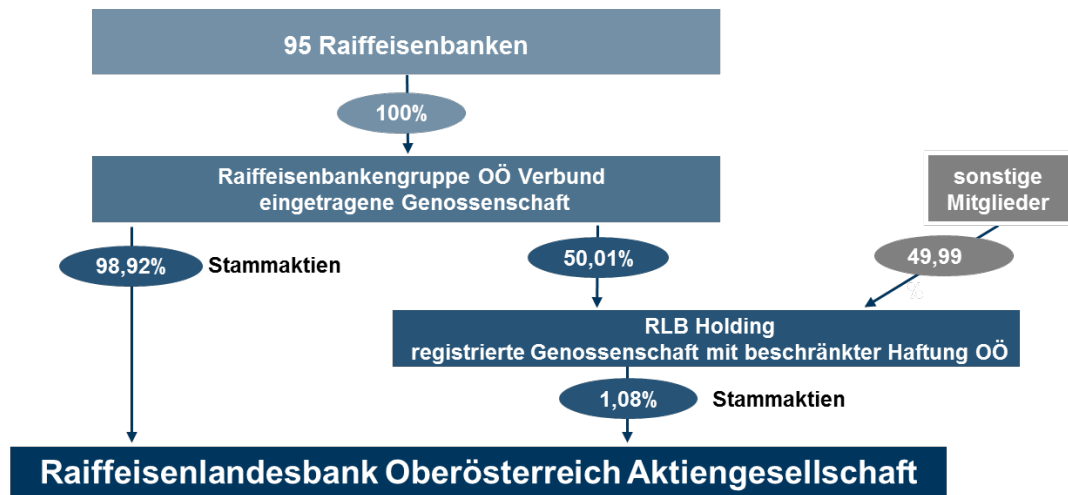 95 Raiffeisenbanken
100%
Raiffeisenbankengruppe OÖ Verbund
eingetragene Genossenschaft
sonstige
Mitglieder
98,92%
Stammaktien
50,01%
49,99
%
RLB Holding
registrierte Genossenschaft mit beschränkter Haftung OÖ
1,08%
Stammaktien
Raiffeisenlandesbank Oberösterreich Aktiengesellschaft